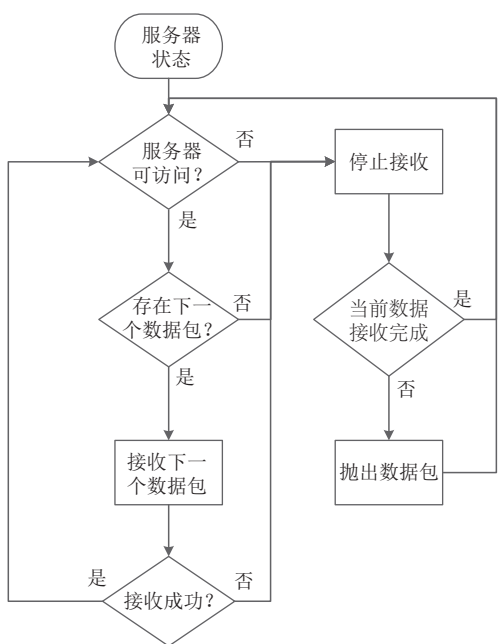 服务器
状态
服务器
可访问？
否
停止接收
是
存在下一
个数据包？
否
当前数据
接收完成
是
是
否
接收下一
个数据包
抛出数据包
是
接收成功？
否